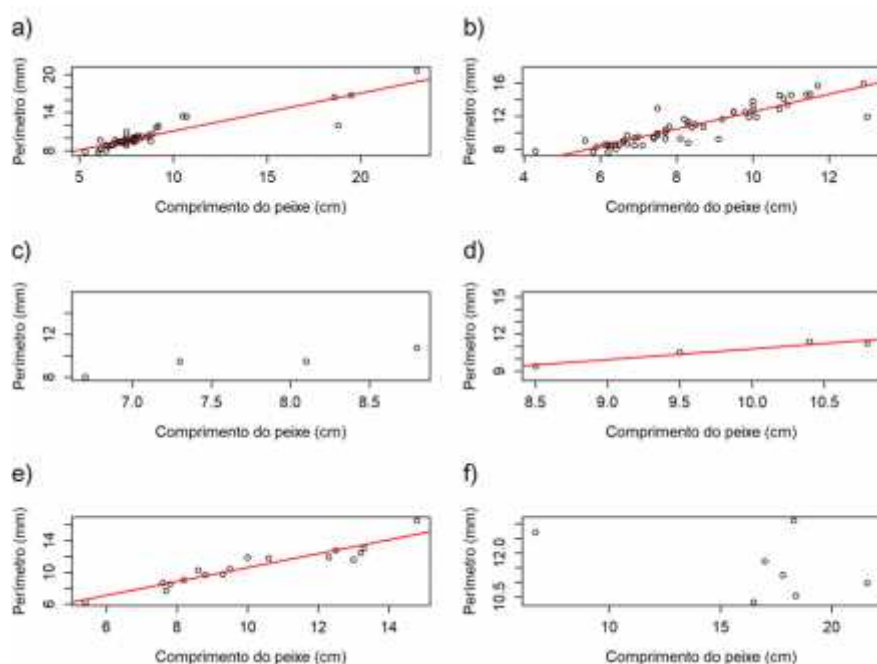 a)
Perímetro (mm)
8 14 20
5 10 15 20
Comprimento do peixe (cm)
b)
Perímetro (mm)
8 12 16
4 6 8 10 12
Comprimento do peixe (cm)
c)
Perímetro (mm)
8 12
7.0 7.5 8.0 8.5
Comprimento do peixe (cm)
d)
Perímetro (mm)
9 12 15
8.5 9.0 9.5 10.0 10.5
Comprimento do peixe (cm)
e)
Perímetro (mm)
6 10 14
6 8 10 12 14
Comprimento do peixe (cm)
f)
Perímetro (mm)
10.5 12.0
10 15 20
Comprimento do peixe (cm)